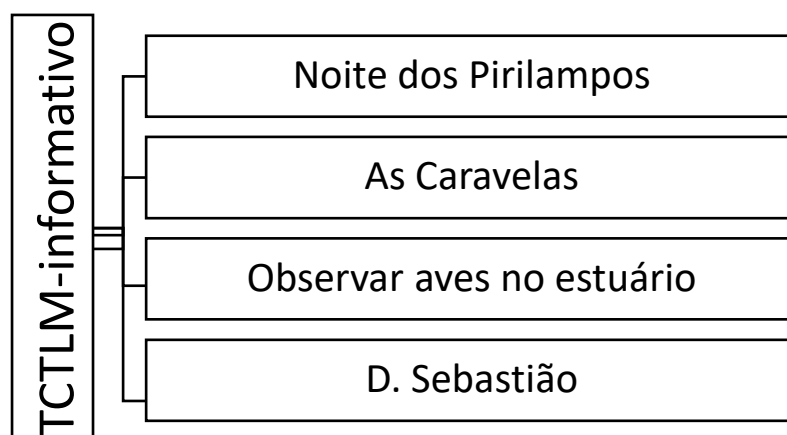 TCTLM-informativo
Noite dos Pirilampos
As Caravelas
Observar aves no estuário
D. Sebastião